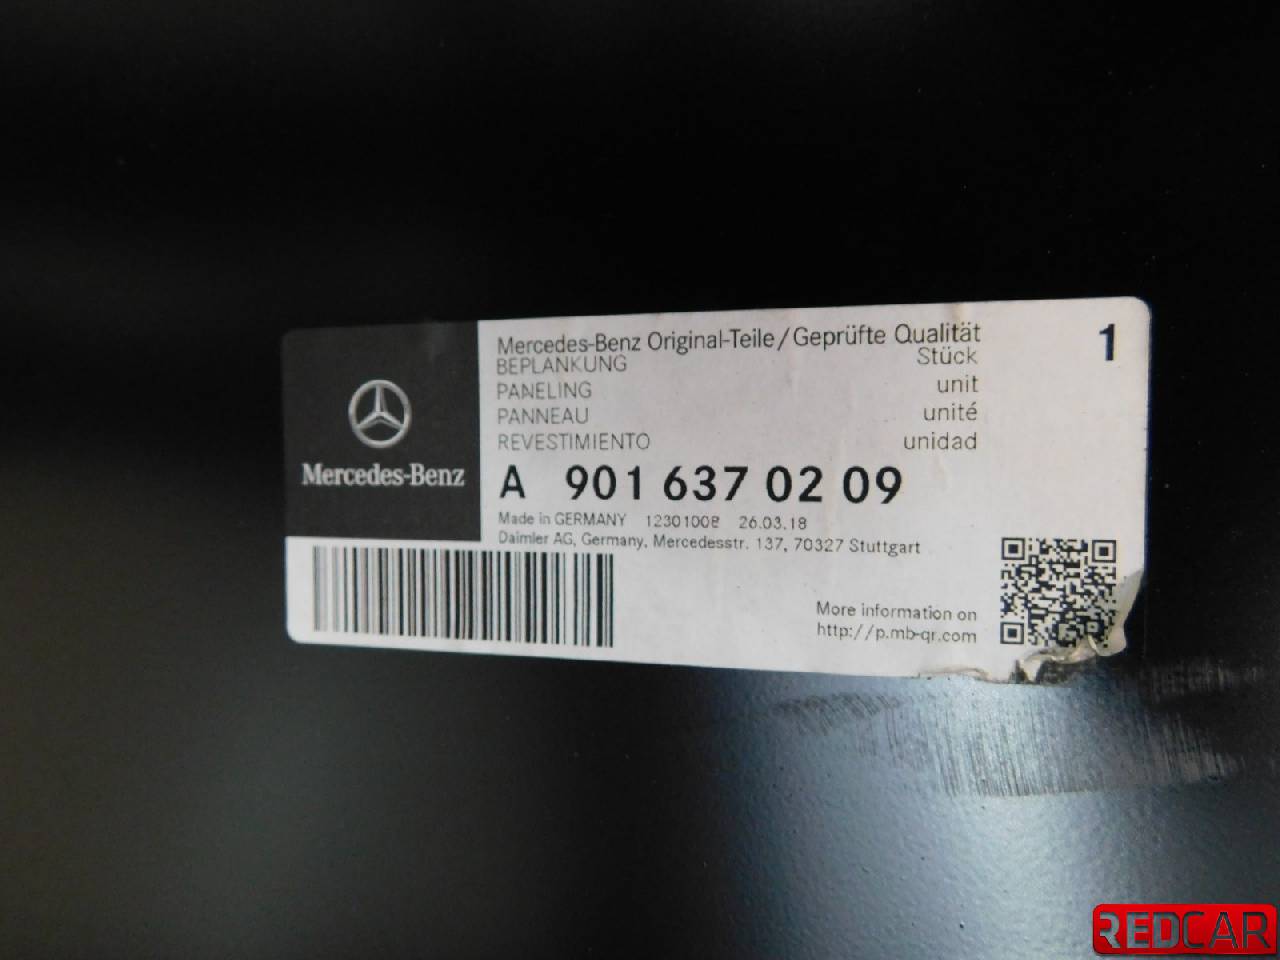 Mercedes-Benz
Mercedes-Benz Original-Teile/Geprüfte Qualität
BEPLANKUNG Stück 1
PANELING unit
PANNEAU unité
REVESTIMIENTO unidad
A 901 637 02 09
Made in GERMANY 12301008 26.03.18
Daimler AG, Germany, Mercedesstr. 137, 70327 Stuttgart
More information on
http://p.mb-qr.com
REDCAR